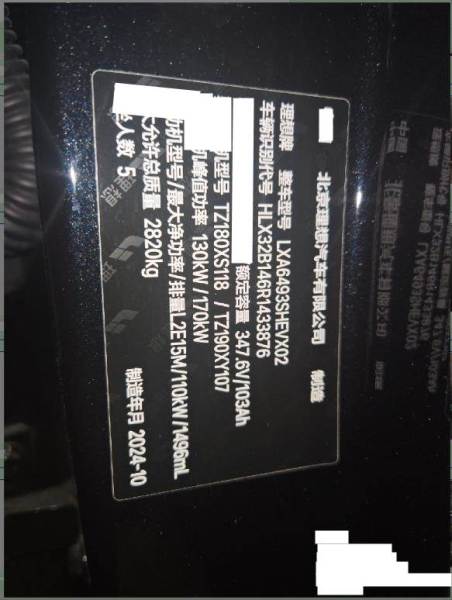 北京理想汽车有限公司 制造
理想牌 整车型号 LXA6493SHEVX02
车辆识别代号 HLX32B146R1433876
额定容量 347.6V/103Ah
机型号 TZ180XS118 / TZ190XY107
机峰值功率 130kW/170kW
动机型号/最大净功率/排量 L2E15M/110kW/1496mL
大允许总质量 2820kg
坐人数 5 制造年月 2024-10
理想